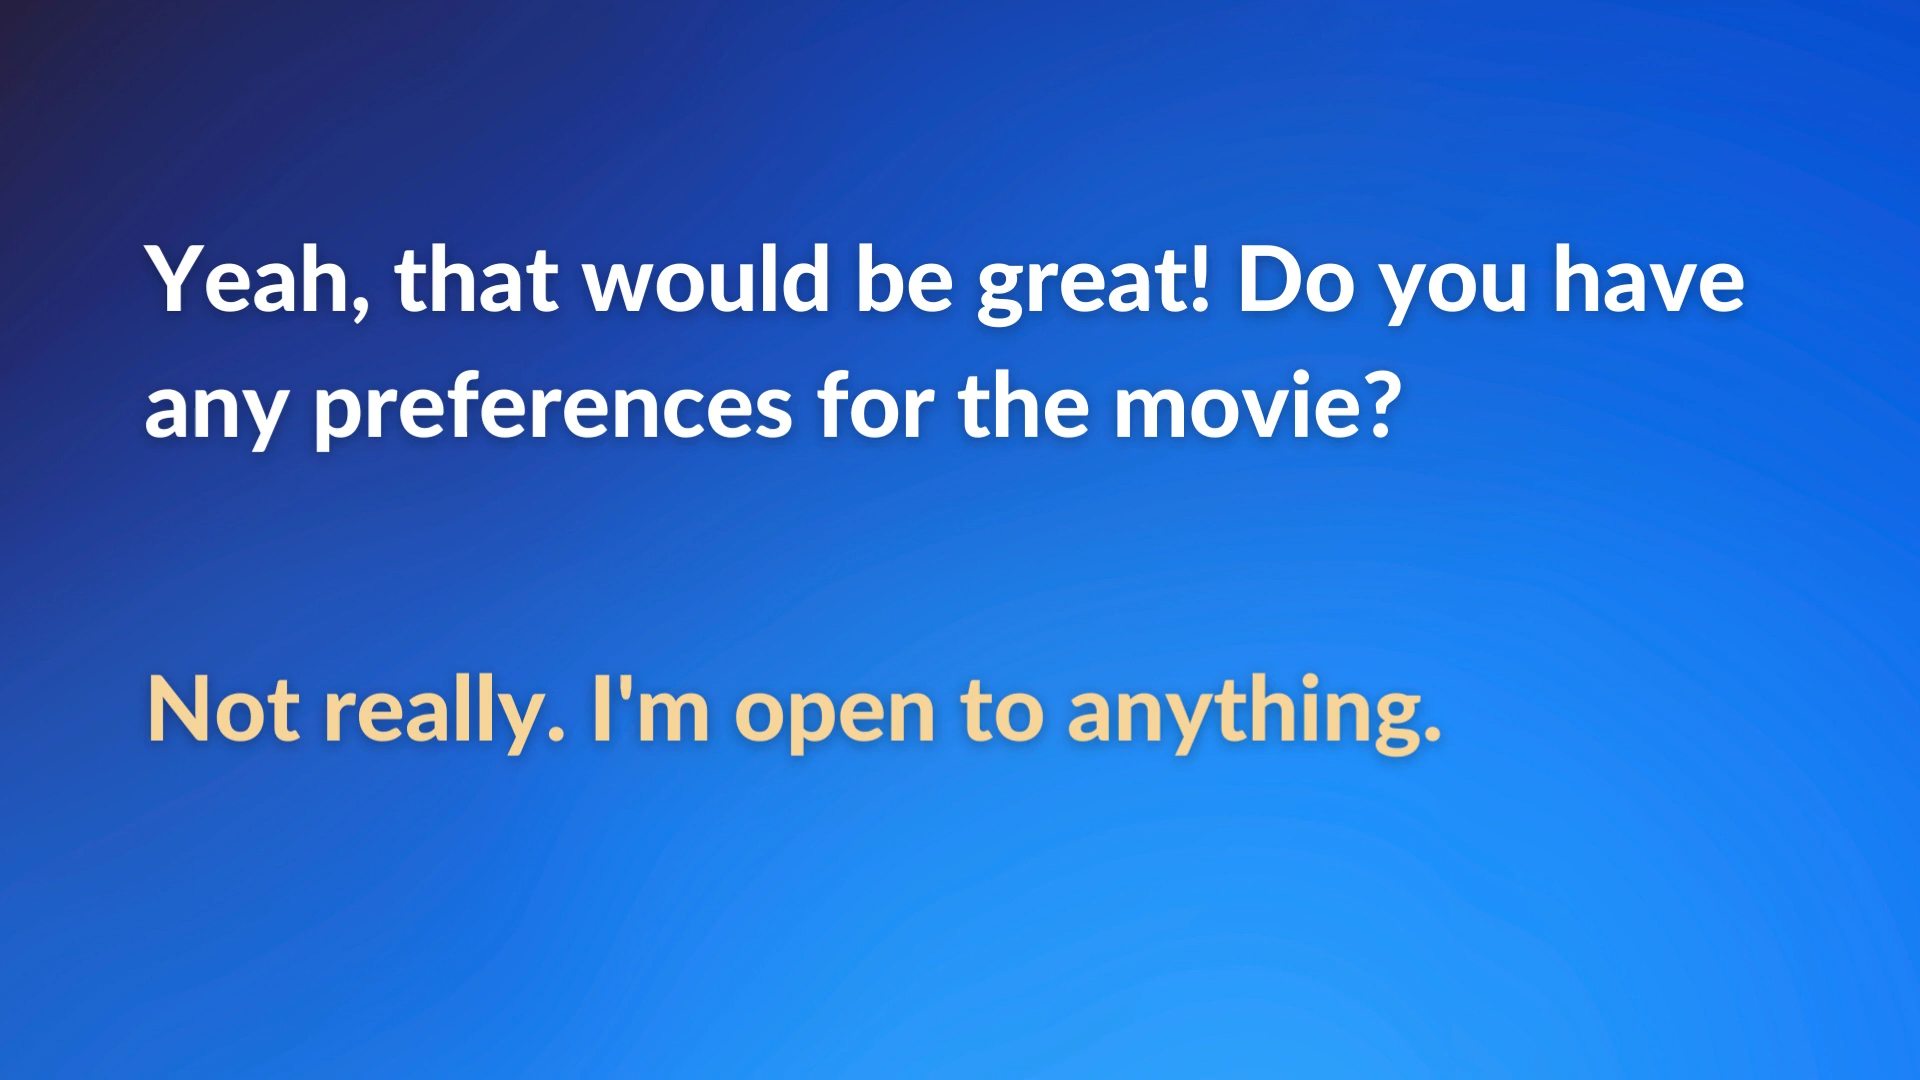 Yeah, that would be great! Do you have
any preferences for the movie?
Not really. I'm open to anything.